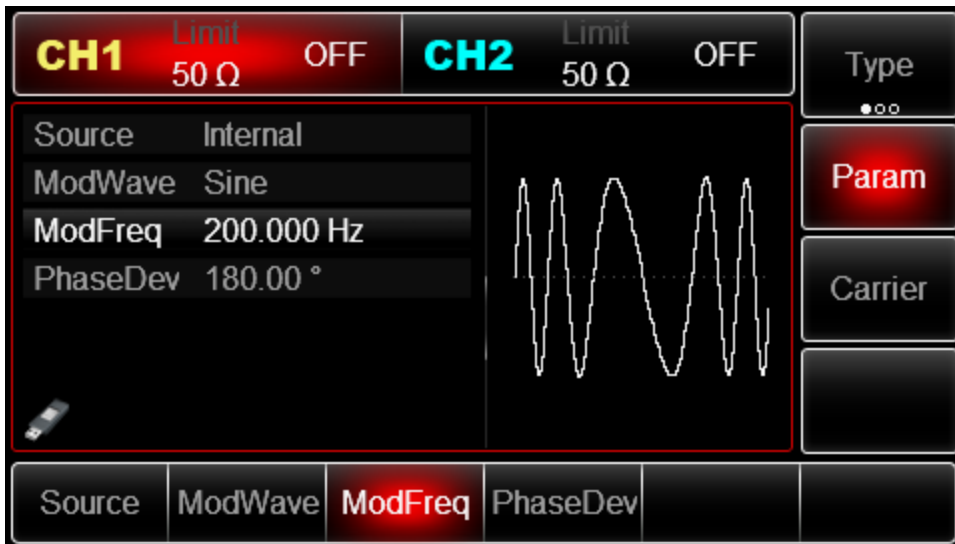 CH1 Limit 50 Ω OFF
CH2 Limit 50 Ω OFF
Type
Source Internal
ModWave Sine
ModFreq 200.000 Hz
PhaseDev 180.00 °
Param
Carrier
Source ModWave ModFreq PhaseDev